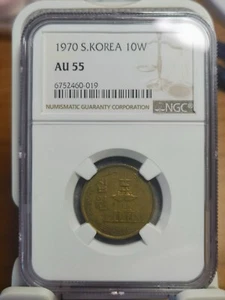 1970 S.KOREA 10W
AU 55
6752460-019
NUMISMATIC GUARANTY CORPORATION
NGC